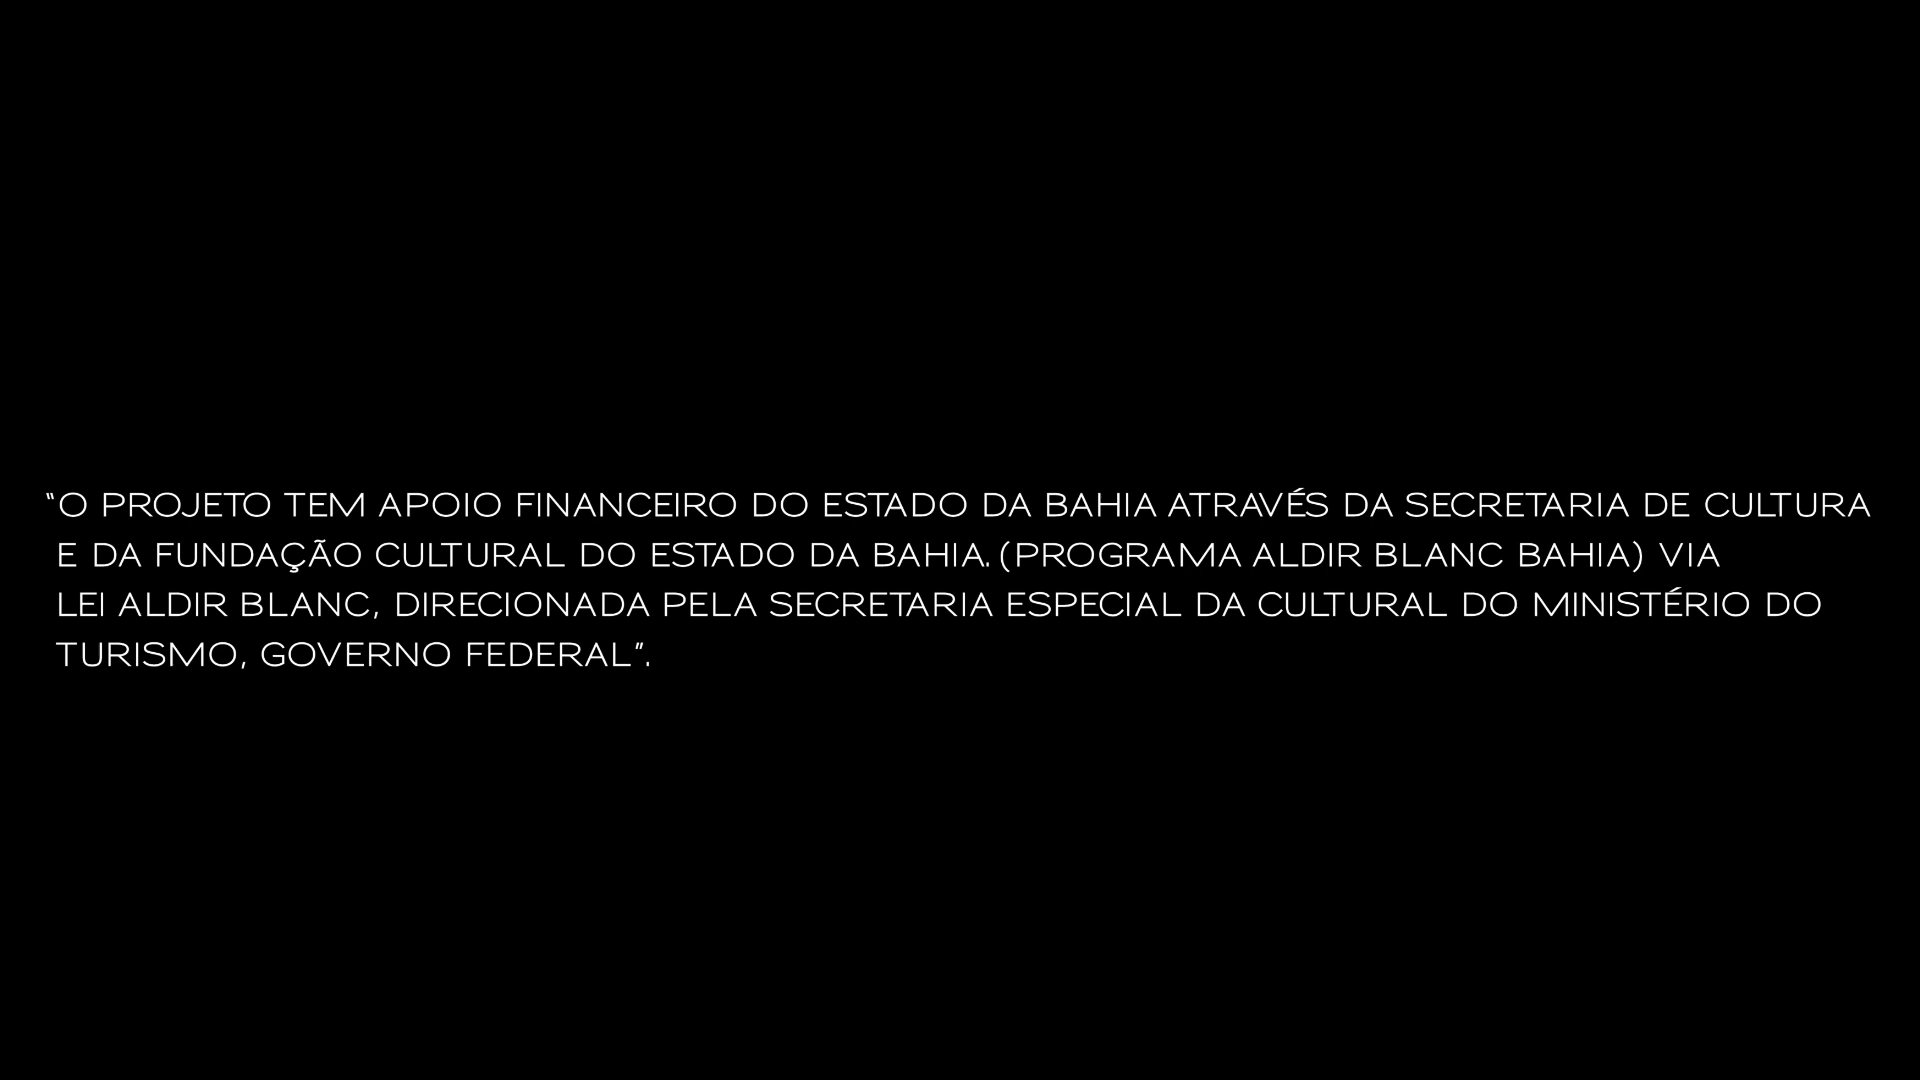 “O PROJETO TEM APOIO FINANCEIRO DO ESTADO DA BAHIA ATRAVÉS DA SECRETARIA DE CULTURA
E DA FUNDAÇÃO CULTURAL DO ESTADO DA BAHIA. (PROGRAMA ALDIR BLANC BAHIA) VIA
LEI ALDIR BLANC, DIRECIONADA PELA SECRETARIA ESPECIAL DA CULTURAL DO MINISTÉRIO DO
TURISMO, GOVERNO FEDERAL”.